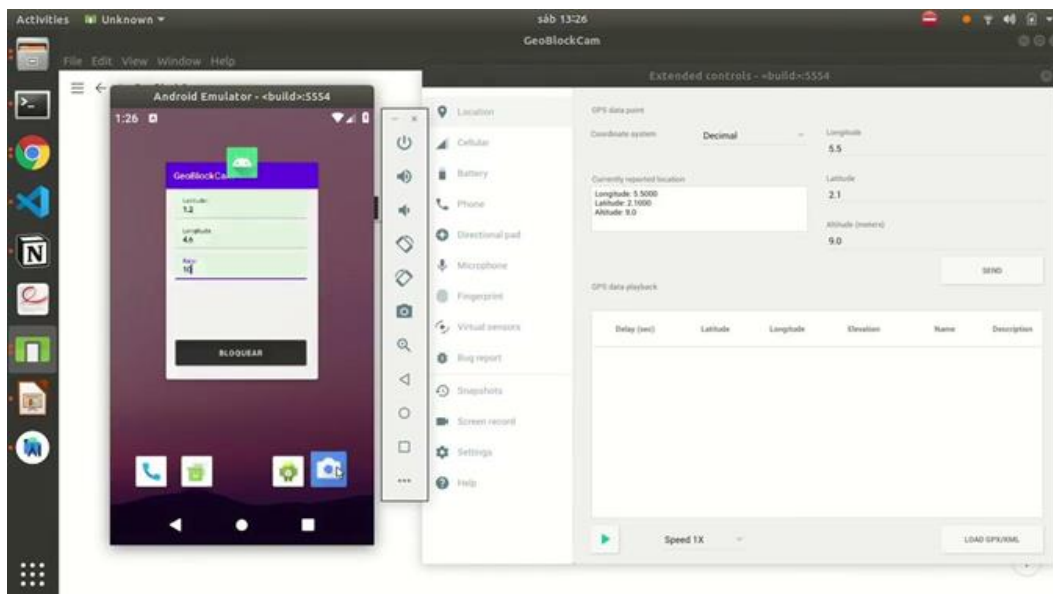 Activities
Unknown
sáb 13:26
GeoBlockCam
File Edit View Window Help
Extended controls - <build>:5554
Android Emulator - <build>:5554
1:26
GeoBlockCa
Latitude:
1.2
Longitude
4.6
10
BLOQUEAR
Location
Cellular
Battery
Phone
Directional pad
Microphone
Fingerprint
Virtual sensors
Bug report
Snapshots
Screen record
Settings
Help
GPS data point
Coordinate system
Decimal
Longitude
5.5
Currently reported location
Longitude: 5.5000
Latitude: 2.1000
Altitude: 9.0
Latitude
2.1
Altitude (meters)
9.0
SEND
GPS data playback
Delay (sec) Latitude Longitude Elevation Name Description
Speed 1X
LOAD GPX/KML